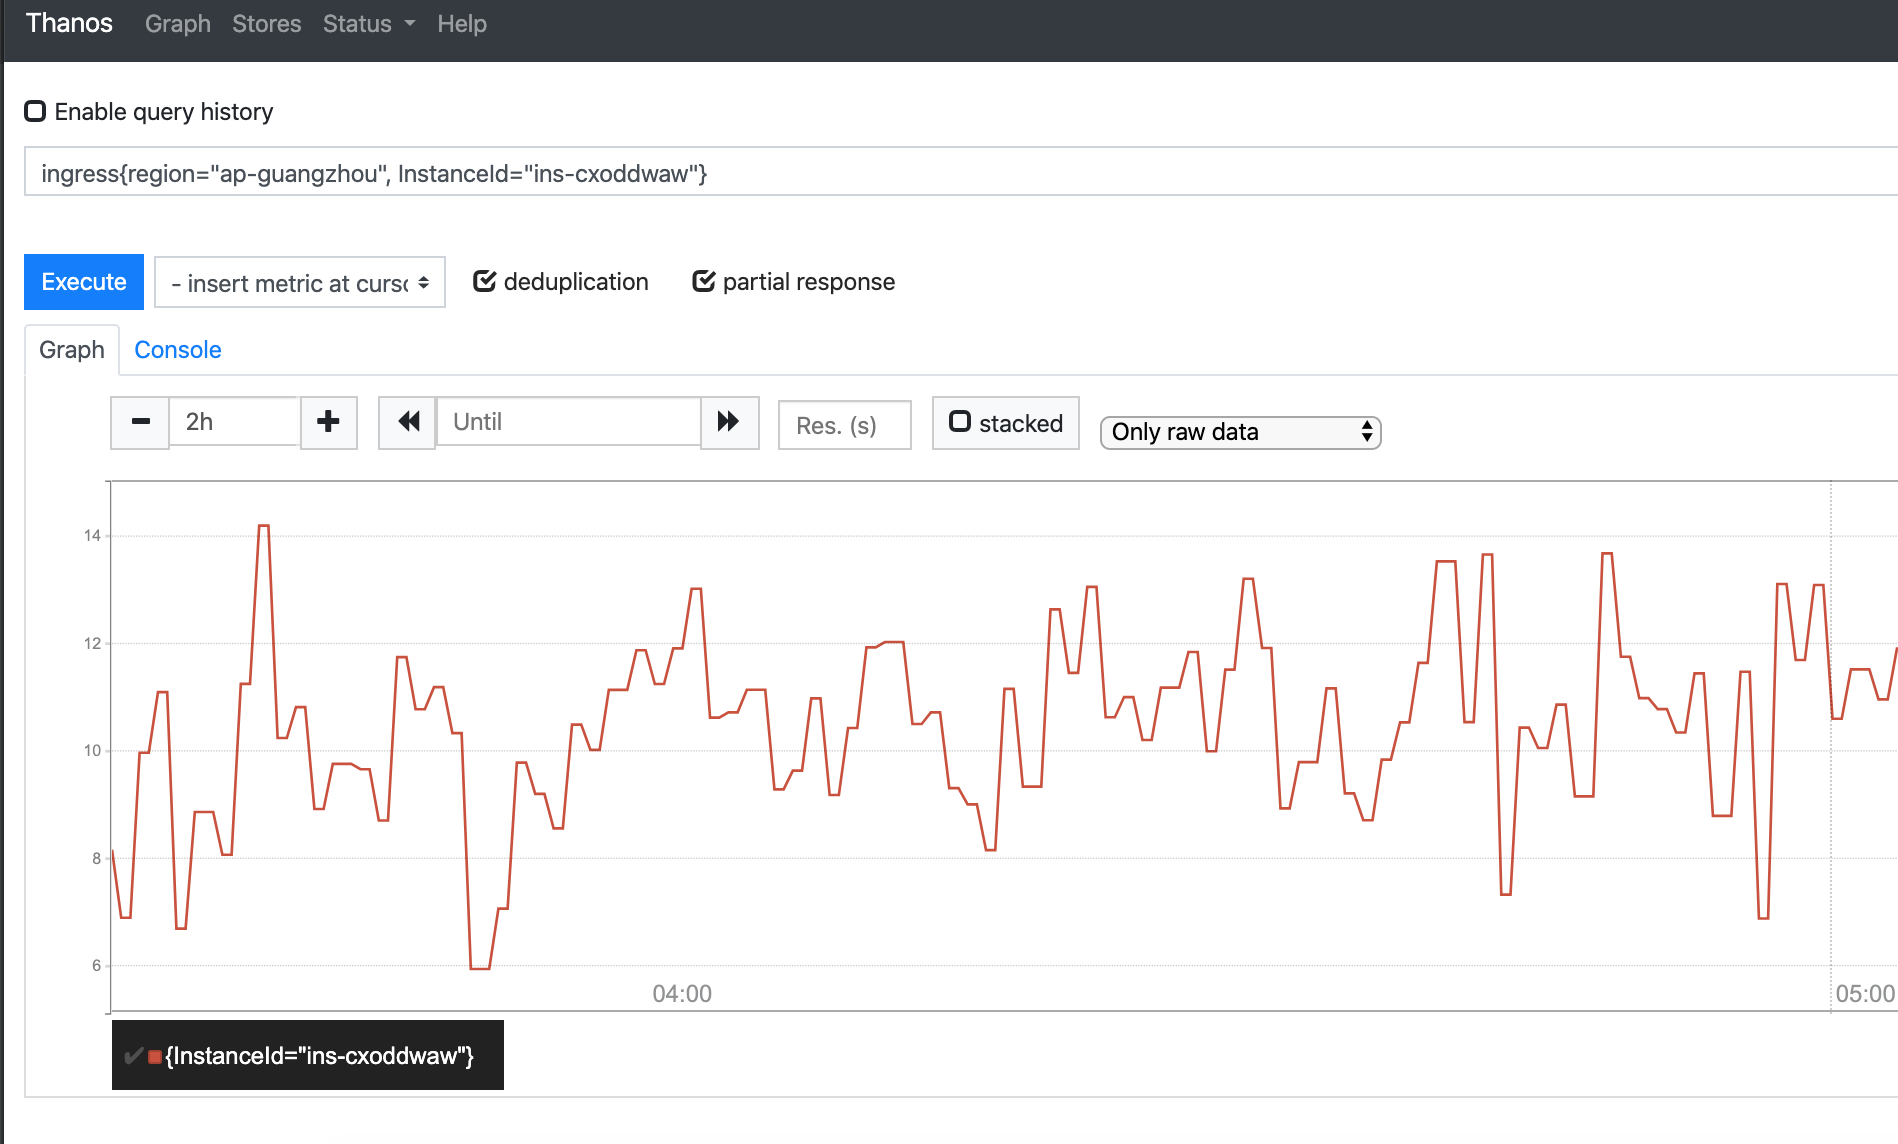 Thanos Graph Stores Status Help
Enable query history
ingress{region="ap-guangzhou", InstanceId="ins-cxoddwaw"}
Execute - insert metric at curso deduplication partial response
Graph Console
2h Until Res. (s) stacked Only raw data
14
12
10
8
6
04:00 05:00
{InstanceId="ins-cxoddwaw"}